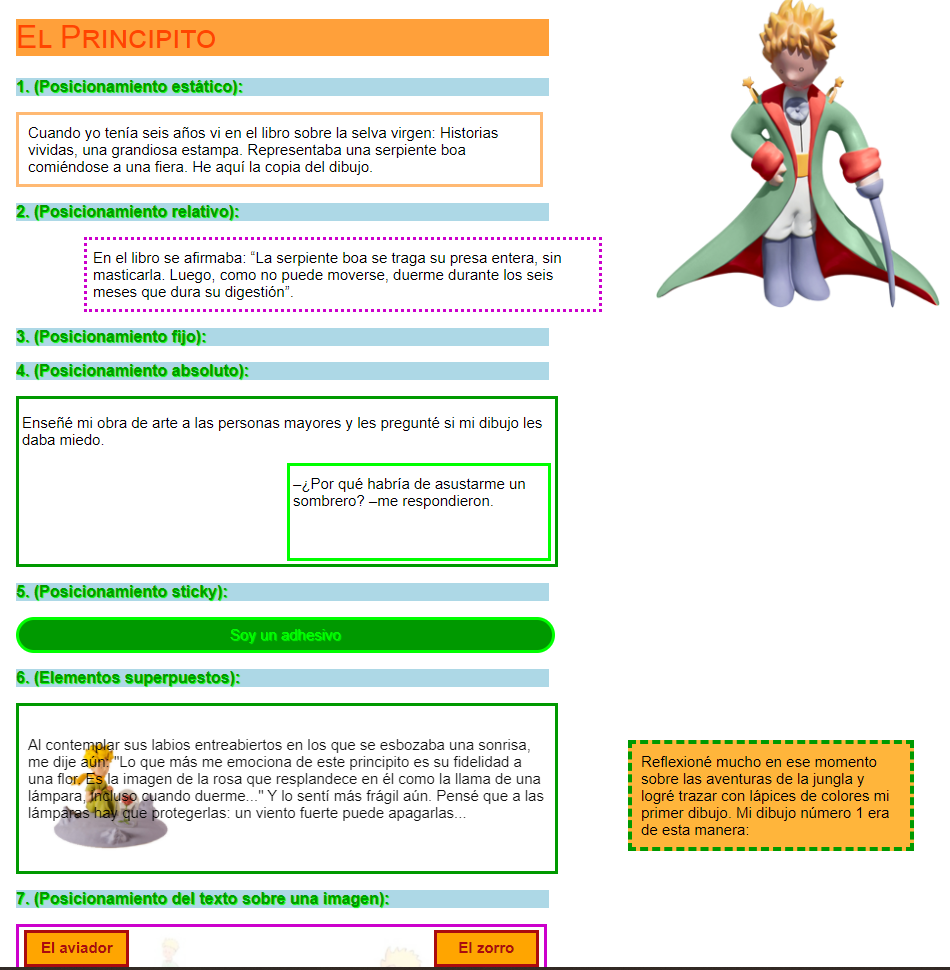 El Principito
1. (Posicionamiento estático):
Cuando yo tenía seis años vi en el libro sobre la selva virgen: Historias
vividas, una grandiosa estampa. Representaba una serpiente boa
comiéndose a una fiera. He aquí la copia del dibujo.
2. (Posicionamiento relativo):
En el libro se afirmaba: “La serpiente boa se traga su presa entera, sin
masticarla. Luego, como no puede moverse, duerme durante los seis
meses que dura su digestión”.
3. (Posicionamiento fijo):
4. (Posicionamiento absoluto):
Enseñé mi obra de arte a las personas mayores y les pregunté si mi dibujo les
daba miedo.
–¿Por qué habría de asustarme un
sombrero? –me respondieron.
5. (Posicionamiento sticky):
Soy un adhesivo
6. (Elementos superpuestos):
Al contemplar sus labios entreabiertos en los que se esbozaba una sonrisa,
me dije aún: "Lo que más me emociona de este principito es su fidelidad a
una flor. Es la imagen de la rosa que resplandece en él como la llama de una
lámpara, incluso cuando duerme..." Y lo sentí más frágil aún. Pensé que a las
lámparas hay que protegerlas: un viento fuerte puede apagarlas...
Reflexioné mucho en ese momento
sobre las aventuras de la jungla y
logré trazar con lápices de colores mi
primer dibujo. Mi dibujo número 1 era
de esta manera:
7. (Posicionamiento del texto sobre una imagen):
El aviador
El zorro